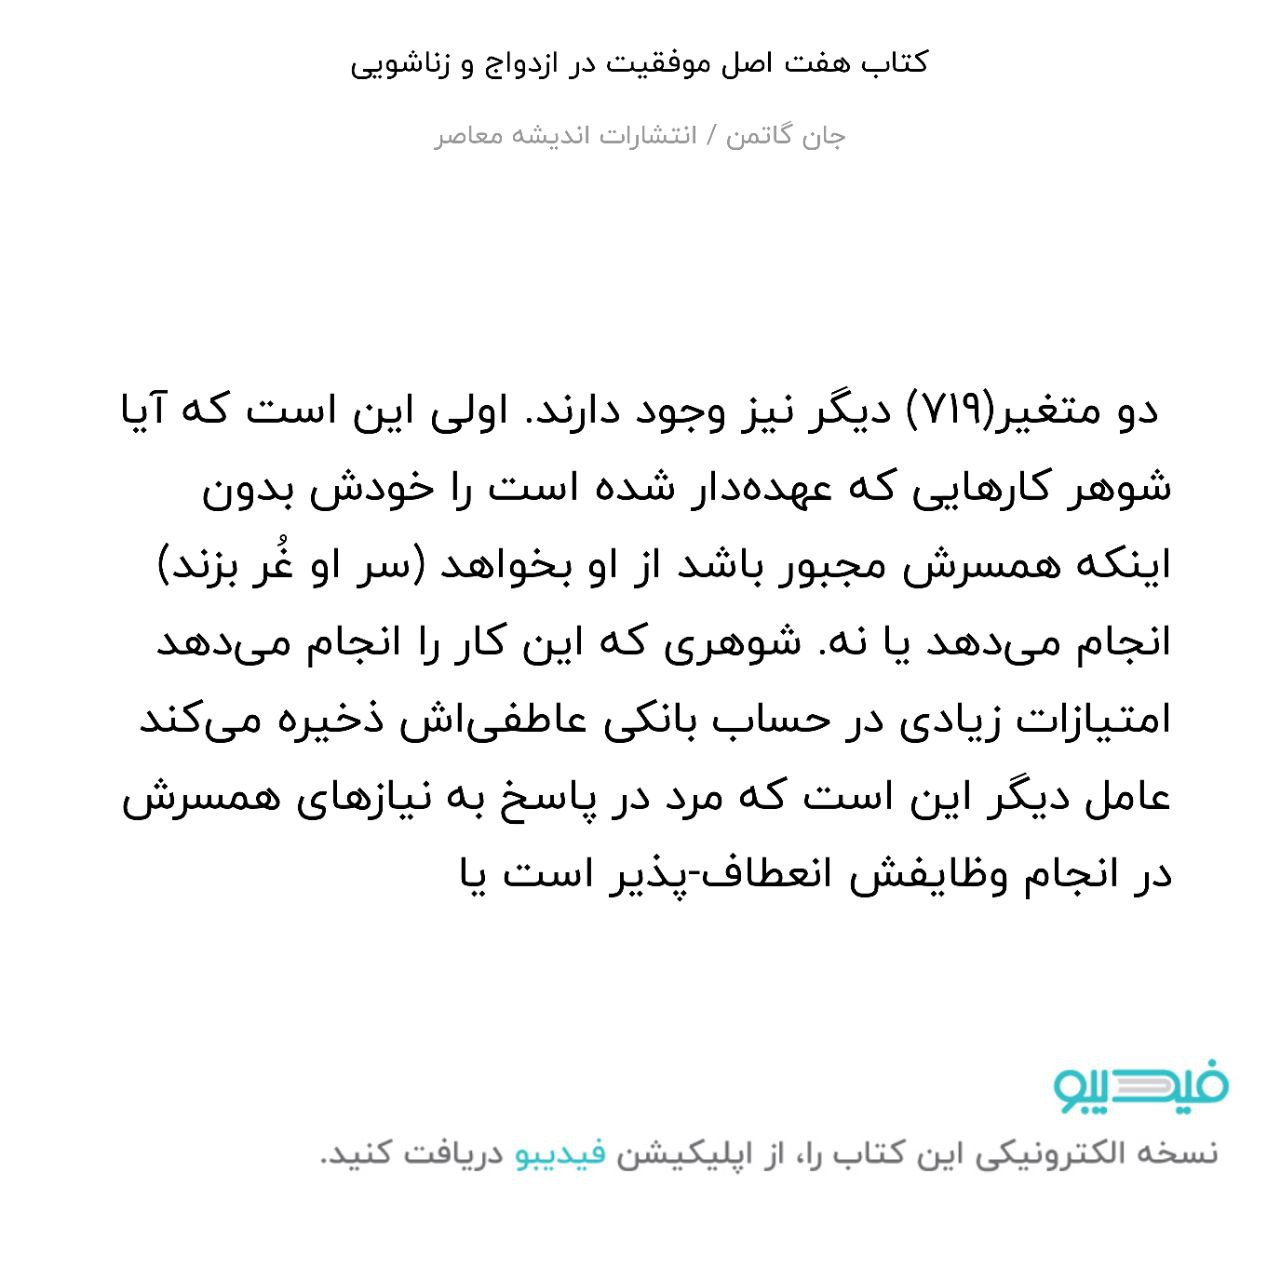 کتاب هفت اصل موفقیت در ازدواج و زناشویی
جان گاتمن / انتشارات اندیشه معاصر
دو متغیر(۷۱۹) دیگر نیز وجود دارند. اولی این است که آیا
شوهر کارهایی که عهده‌دار شده است را خودش بدون
اینکه همسرش مجبور باشد از او بخواهد (سر او غُر بزند)
انجام می‌دهد یا نه. شوهری که این کار را انجام می‌دهد
امتیازات زیادی در حساب بانکی عاطفی‌اش ذخیره می‌کند
عامل دیگر این است که مرد در پاسخ به نیازهای همسرش
در انجام وظایفش انعطاف-پذیر است یا
فیدیبو
نسخه الکترونیکی این کتاب را، از اپلیکیشن فیدیبو دریافت کنید.